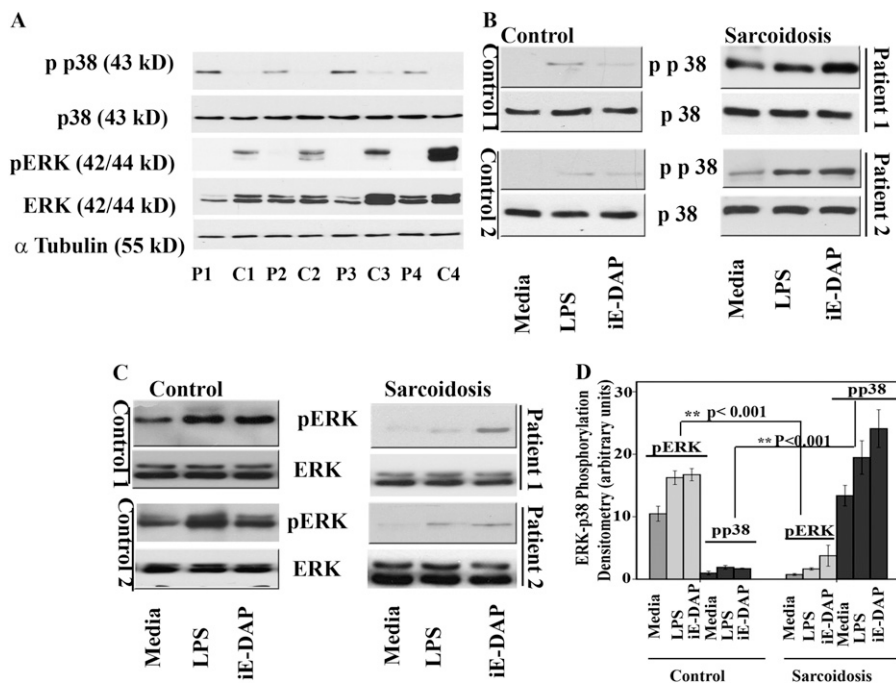 A
p p38 (43 kD)
p38 (43 kD)
pERK (42/44 kD)
ERK (42/44 kD)
α Tubulin (55 kD)
P1 C1 P2 C2 P3 C3 P4 C4
B
Control Sarcoidosis
Control 1
p p 38
p 38
Patient 1
Control 2
p p 38
p 38
Patient 2
Media LPS iE-DAP Media LPS iE-DAP
C
Control Sarcoidosis
Control 1
pERK
ERK
Patient 1
Control 2
pERK
ERK
Patient 2
Media LPS iE-DAP Media LPS iE-DAP
D
ERK-p38 Phosphorylation
Densitometry (arbitrary units)
30
20
10
0
pp38
** p< 0.001
pERK
** P<0.001
pp38
pERK
Media LPS iE-DAP Media LPS iE-DAP Media LPS iE-DAP Media LPS iE-DAP
Control Sarcoidosis